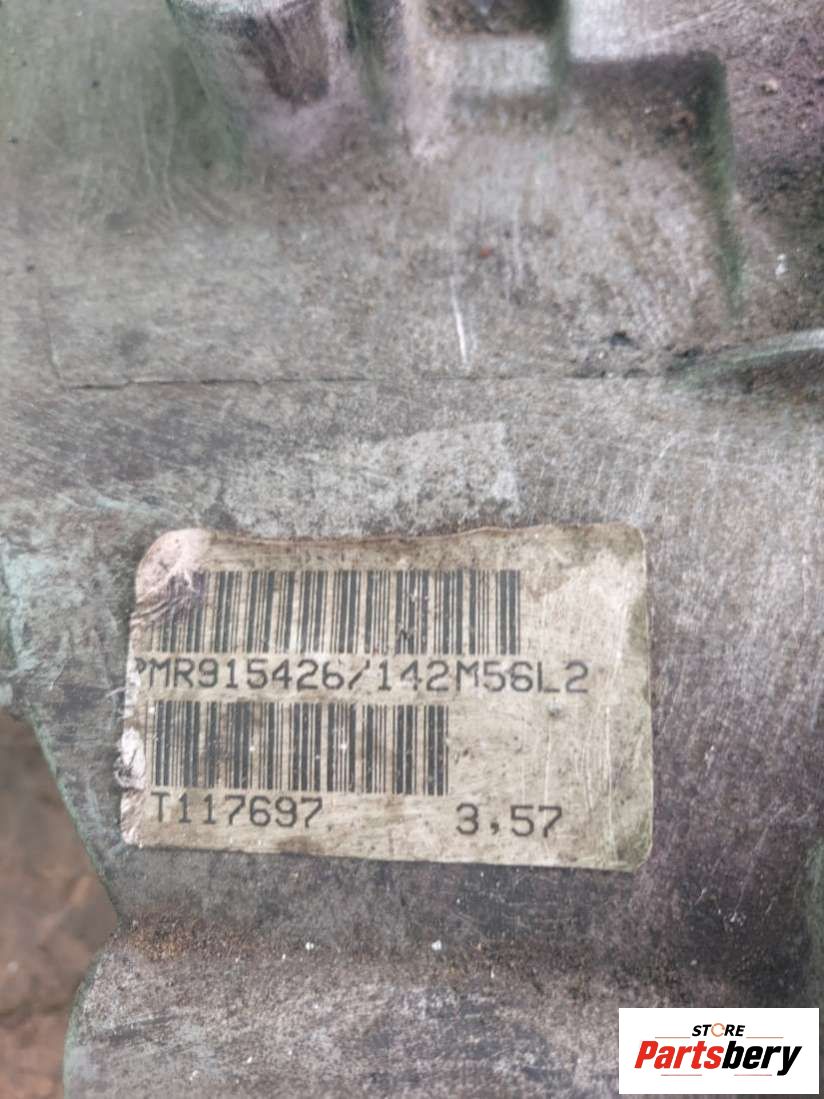 PMR915426/142M56L2
T117697 3,57
STORE
Partsbery